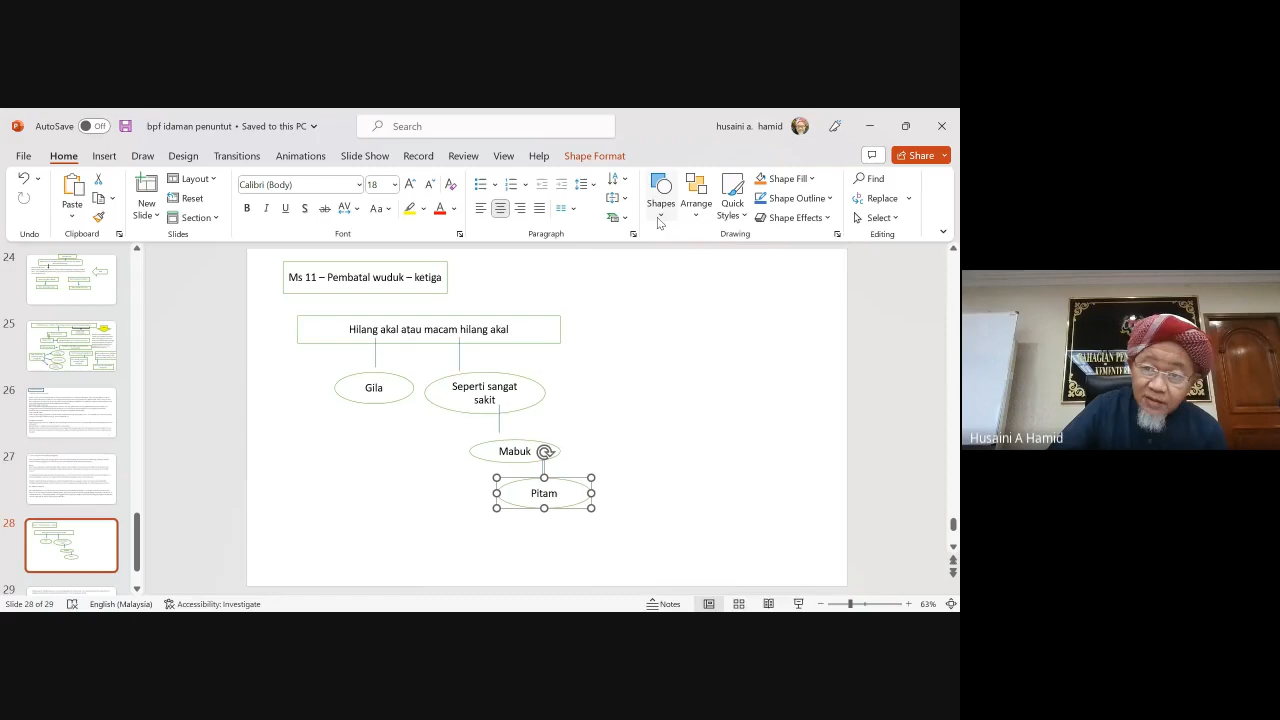 AutoSave Off bpf idaman penuntut • Saved to this PC Search husaini a. hamid
File Home Insert Draw Design Transitions Animations Slide Show Record Review View Help Shape Format Share
Paste New Slide Layout Reset Section Calibri (Body) 18 Shapes Arrange Quick Styles Shape Fill Shape Outline Shape Effects Find Replace Select
Undo Clipboard Slides Font Paragraph Drawing Editing
24
25
26
27
28
29
Ms 11 – Pembatal wuduk – ketiga
Hilang akal atau macam hilang akal
Gila
Seperti sangat
sakit
Mabuk
Pitam
Slide 28 of 29 English (Malaysia) Accessibility: Investigate Notes 63%
Husaini A Hamid